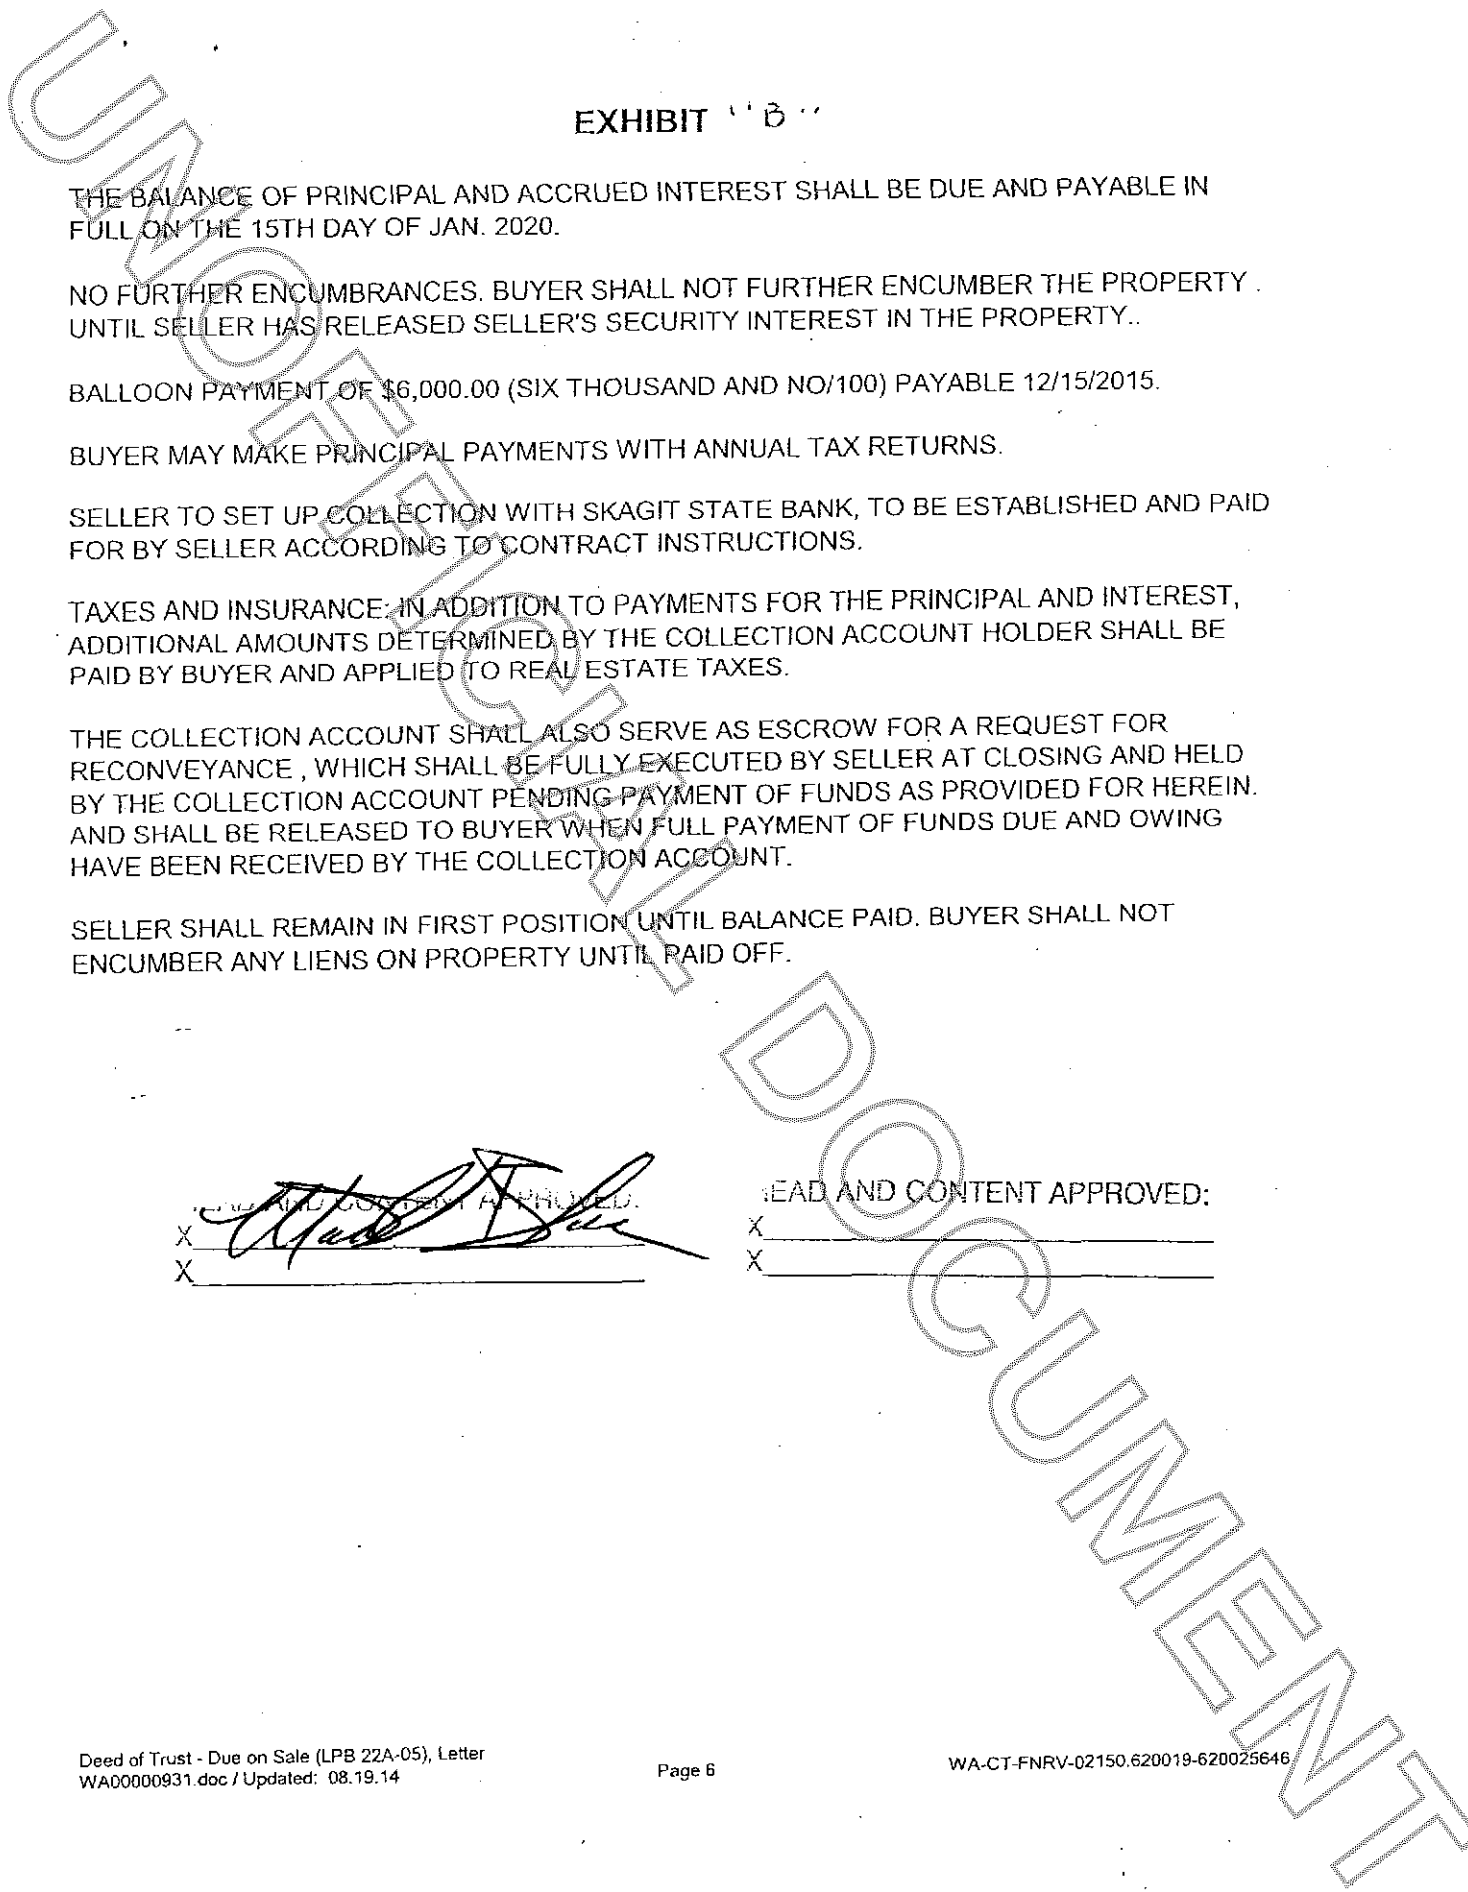 EXHIBIT "B"
THE BALANCE OF PRINCIPAL AND ACCRUED INTEREST SHALL BE DUE AND PAYABLE IN
FULL ON THE 15TH DAY OF JAN. 2020.
NO FURTHER ENCUMBRANCES. BUYER SHALL NOT FURTHER ENCUMBER THE PROPERTY .
UNTIL SELLER HAS RELEASED SELLER'S SECURITY INTEREST IN THE PROPERTY..
BALLOON PAYMENT OF $6,000.00 (SIX THOUSAND AND NO/100) PAYABLE 12/15/2015.
BUYER MAY MAKE PRINCIPAL PAYMENTS WITH ANNUAL TAX RETURNS.
SELLER TO SET UP COLLECTION WITH SKAGIT STATE BANK, TO BE ESTABLISHED AND PAID
FOR BY SELLER ACCORDING TO CONTRACT INSTRUCTIONS.
TAXES AND INSURANCE: IN ADDITION TO PAYMENTS FOR THE PRINCIPAL AND INTEREST,
ADDITIONAL AMOUNTS DETERMINED BY THE COLLECTION ACCOUNT HOLDER SHALL BE
PAID BY BUYER AND APPLIED TO REAL ESTATE TAXES.
THE COLLECTION ACCOUNT SHALL ALSO SERVE AS ESCROW FOR A REQUEST FOR
RECONVEYANCE , WHICH SHALL BE FULLY EXECUTED BY SELLER AT CLOSING AND HELD
BY THE COLLECTION ACCOUNT PENDING PAYMENT OF FUNDS AS PROVIDED FOR HEREIN.
AND SHALL BE RELEASED TO BUYER WHEN FULL PAYMENT OF FUNDS DUE AND OWING
HAVE BEEN RECEIVED BY THE COLLECTION ACCOUNT.
SELLER SHALL REMAIN IN FIRST POSITION UNTIL BALANCE PAID. BUYER SHALL NOT
ENCUMBER ANY LIENS ON PROPERTY UNTIL PAID OFF.
AND CONTENT APPROVED:
X
X
EAD AND CONTENT APPROVED:
X
X
Deed of Trust - Due on Sale (LPB 22A-05), Letter
WA00000931.doc / Updated: 08.19.14
Page 6
WA-CT-FNRV-02150.620019-620025646
UNOFFICIAL DOCUMENT